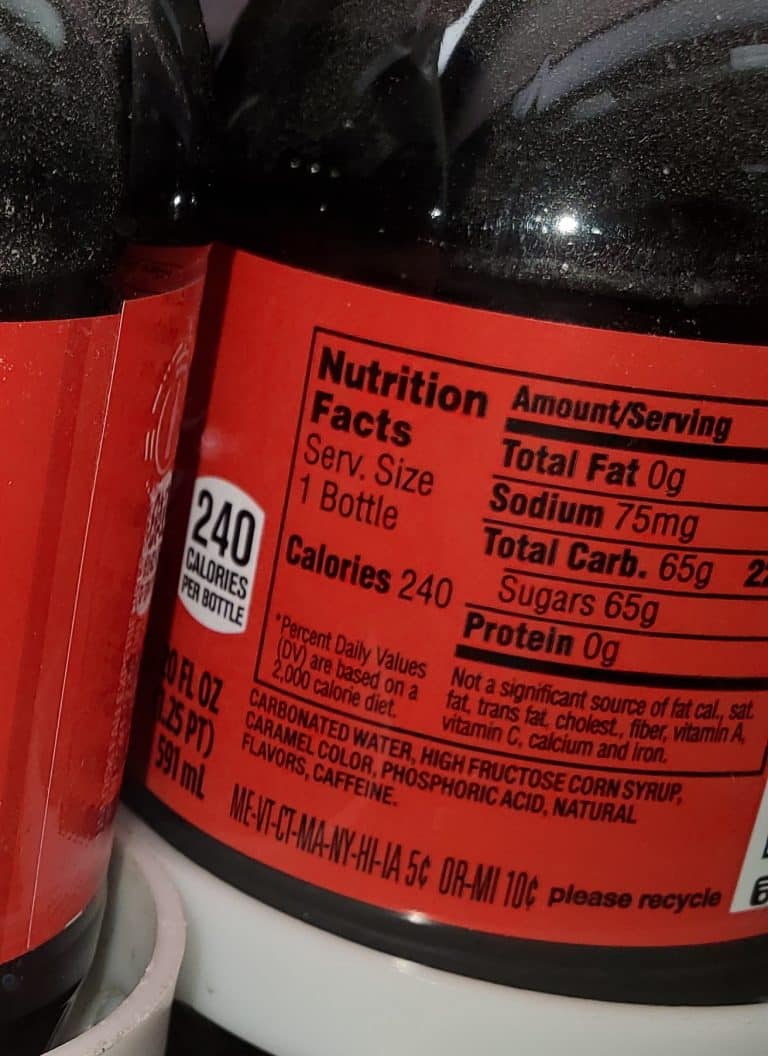 Nutrition
Facts
Serv. Size
1 Bottle
Calories 240
*Percent Daily Values
(DV) are based on a
2,000 calorie diet.
Amount/Serving
Total Fat 0g
Sodium 75mg
Total Carb. 65g
Sugars 65g
Protein 0g
Not a significant source of fat cal., sat.
fat, trans fat, cholest., fiber, vitamin A,
vitamin C, calcium and iron.
240
CALORIES
PER BOTTLE
FL OZ
PT)
591 mL
CARBONATED WATER, HIGH FRUCTOSE CORN SYRUP,
CARAMEL COLOR, PHOSPHORIC ACID, NATURAL
FLAVORS, CAFFEINE.
ME-VT-CT-MA-NY-HI-IA 5¢ OR-MI 10¢ please recycle